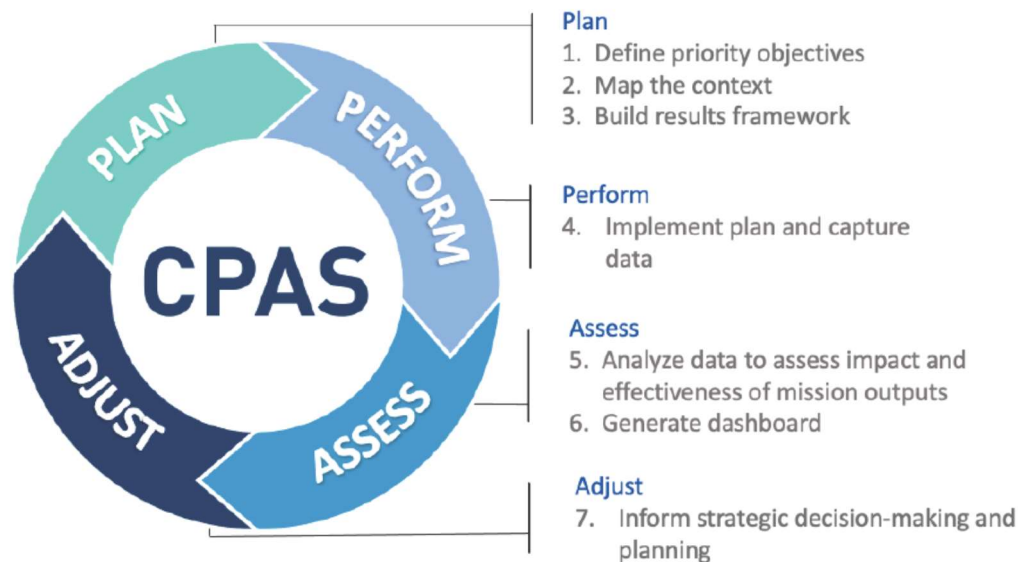 PLAN
PERFORM
ASSESS
ADJUST
CPAS
Plan
1. Define priority objectives
2. Map the context
3. Build results framework
Perform
4. Implement plan and capture
data
Assess
5. Analyze data to assess impact and
effectiveness of mission outputs
6. Generate dashboard
Adjust
7. Inform strategic decision-making and
planning